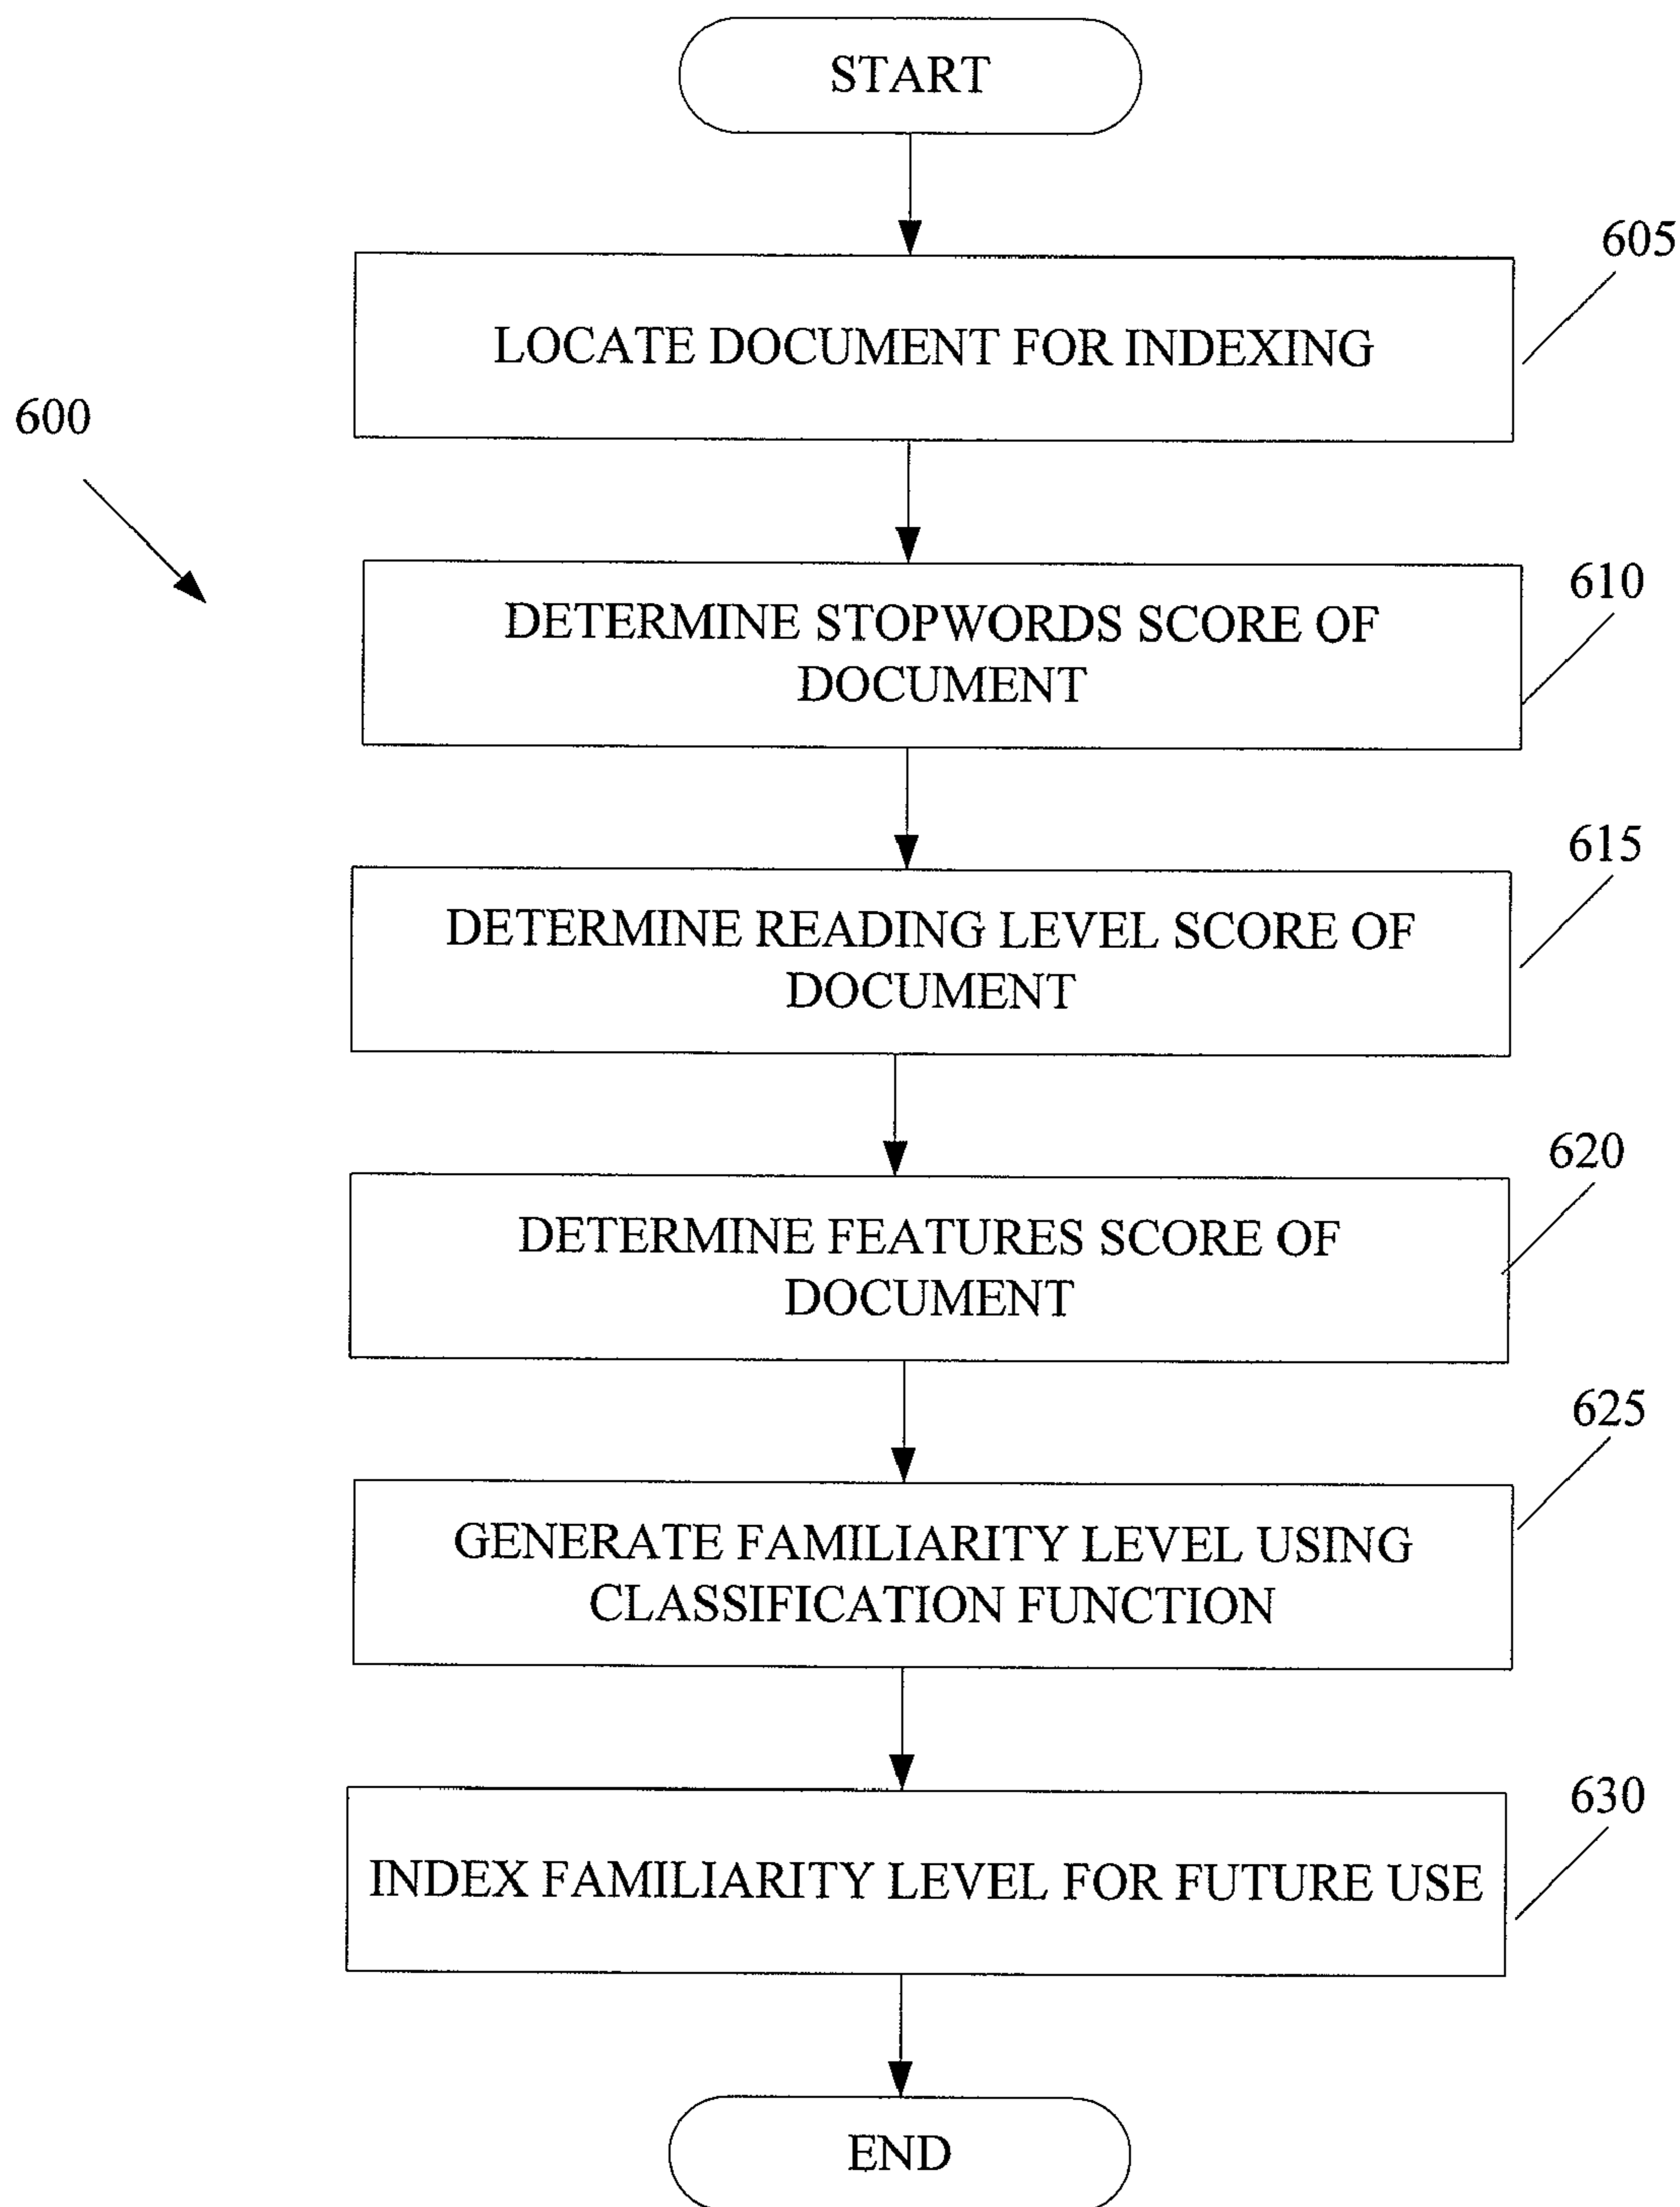 START
605
LOCATE DOCUMENT FOR INDEXING
600
610
DETERMINE STOPWORDS SCORE OF
DOCUMENT
615
DETERMINE READING LEVEL SCORE OF
DOCUMENT
620
DETERMINE FEATURES SCORE OF
DOCUMENT
625
GENERATE FAMILIARITY LEVEL USING
CLASSIFICATION FUNCTION
630
INDEX FAMILIARITY LEVEL FOR FUTURE USE
END